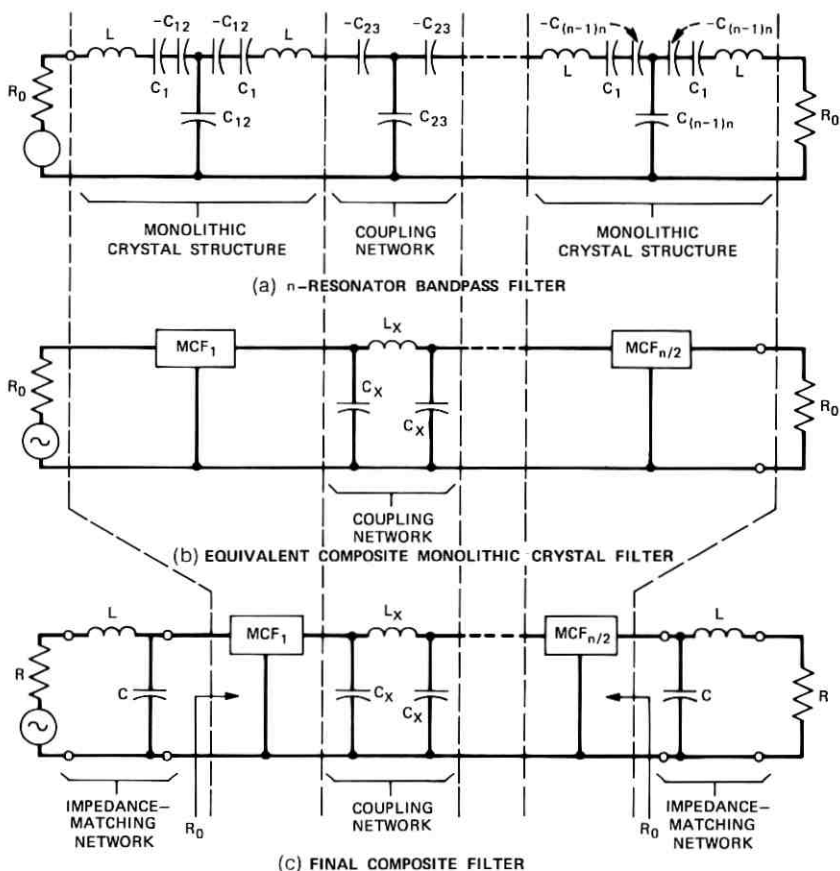 -C12 -C12 -C23 -C23 -C(n-1)n -C(n-1)n
L L L L
C1 C1 C1 C1
R0 C12 C23 C(n-1)n R0
MONOLITHIC CRYSTAL STRUCTURE
COUPLING NETWORK
MONOLITHIC CRYSTAL STRUCTURE
(a) n-RESONATOR BANDPASS FILTER
LX
MCF1 MCFn/2
R0 CX CX R0
COUPLING NETWORK
(b) EQUIVALENT COMPOSITE MONOLITHIC CRYSTAL FILTER
L LX L
MCF1 MCFn/2
R C CX CX C R
IMPEDANCE-MATCHING NETWORK
R0
COUPLING NETWORK
R0
IMPEDANCE-MATCHING NETWORK
(c) FINAL COMPOSITE FILTER